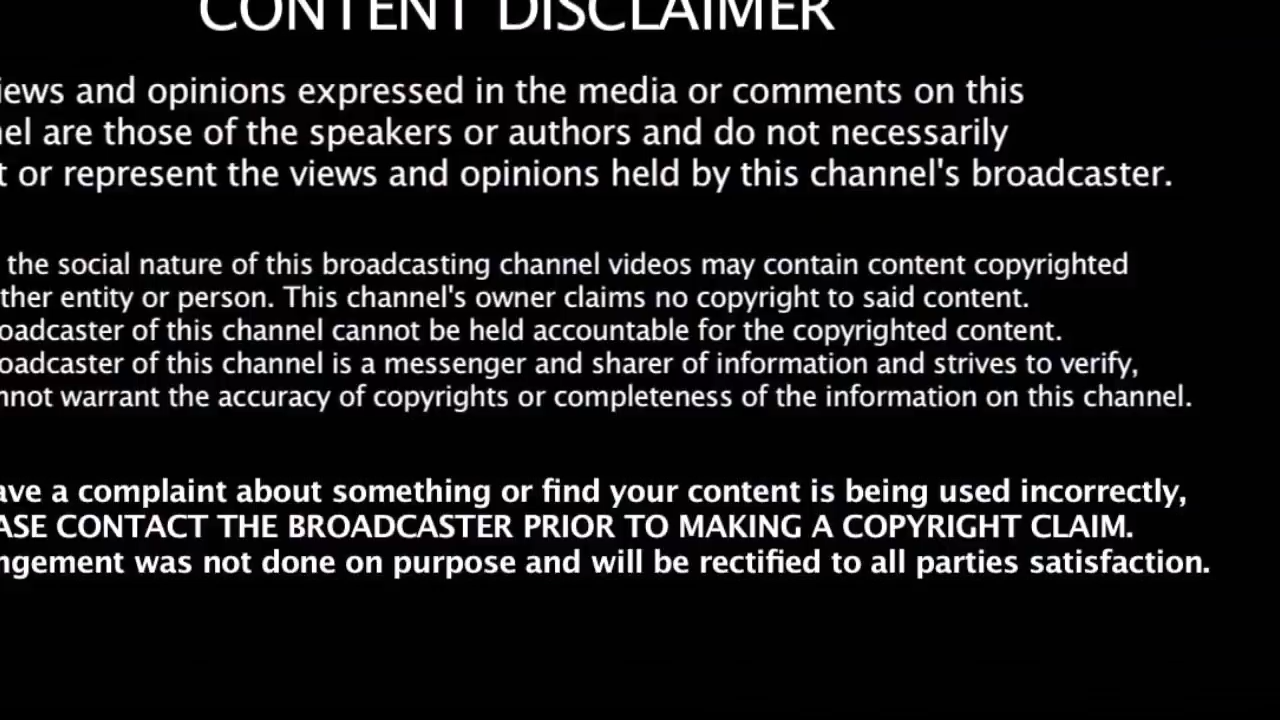 CONTENT DISCLAIMER
iews and opinions expressed in the media or comments on this
nel are those of the speakers or authors and do not necessarily
t or represent the views and opinions held by this channel's broadcaster.
the social nature of this broadcasting channel videos may contain content copyrighted
ther entity or person. This channel's owner claims no copyright to said content.
oadcaster of this channel cannot be held accountable for the copyrighted content.
oadcaster of this channel is a messenger and sharer of information and strives to verify,
nnot warrant the accuracy of copyrights or completeness of the information on this channel.
ave a complaint about something or find your content is being used incorrectly,
ASE CONTACT THE BROADCASTER PRIOR TO MAKING A COPYRIGHT CLAIM.
ngement was not done on purpose and will be rectified to all parties satisfaction.